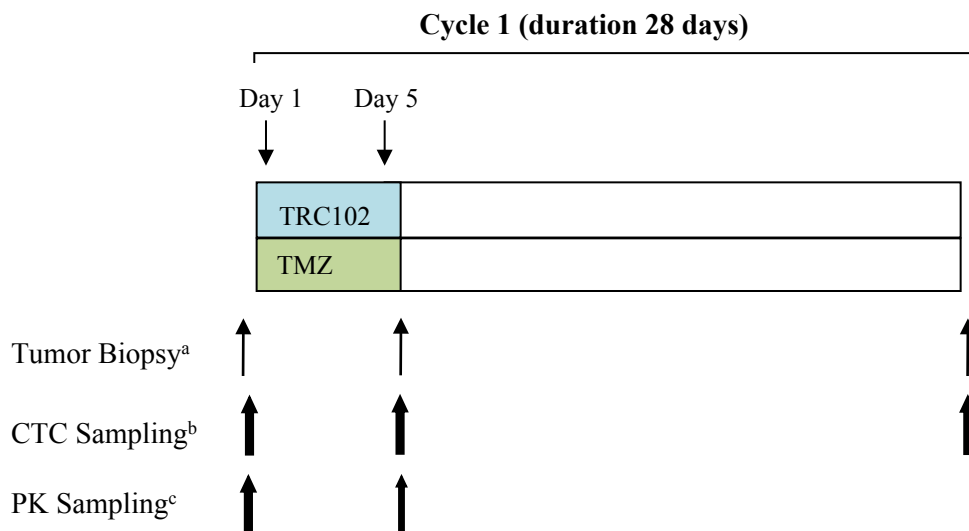 Cycle 1 (duration 28 days)
Day 1 Day 5
TRC102
TMZ
Tumor Biopsyᵃ
CTC Samplingᵇ
PK Samplingᶜ